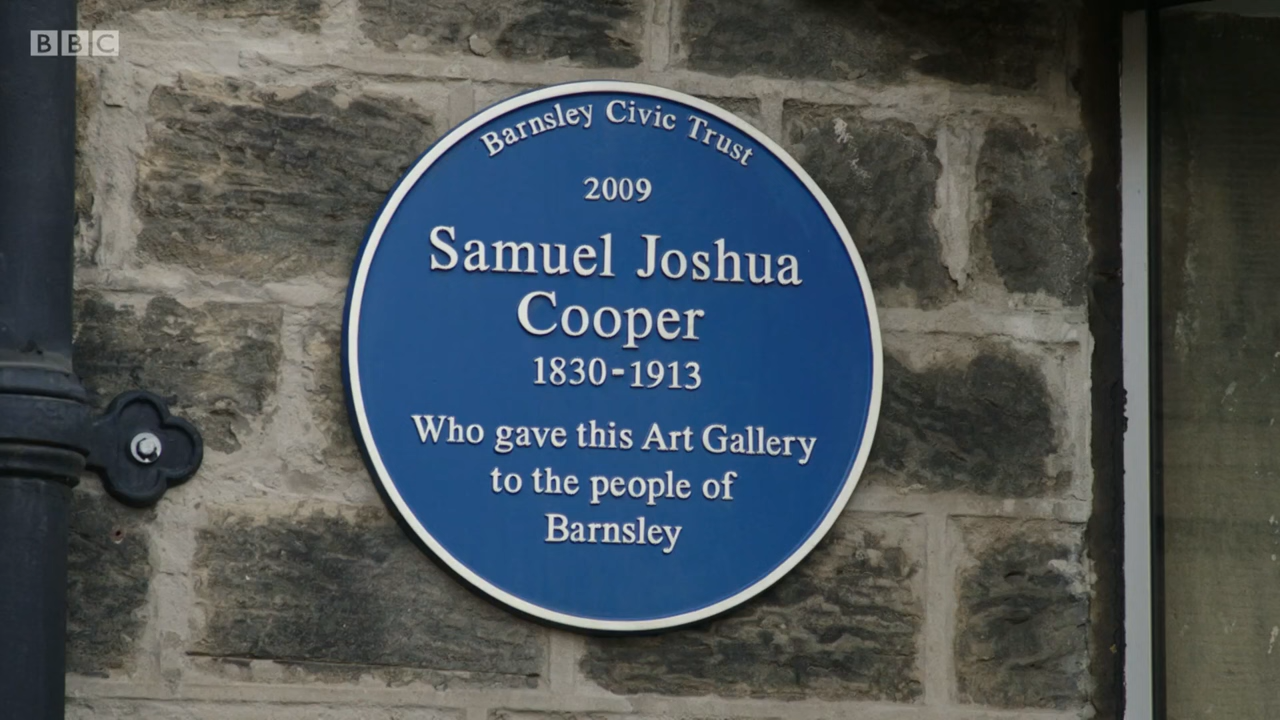 BBC
Barnsley Civic Trust
2009
Samuel Joshua
Cooper
1830-1913
Who gave this Art Gallery
to the people of
Barnsley